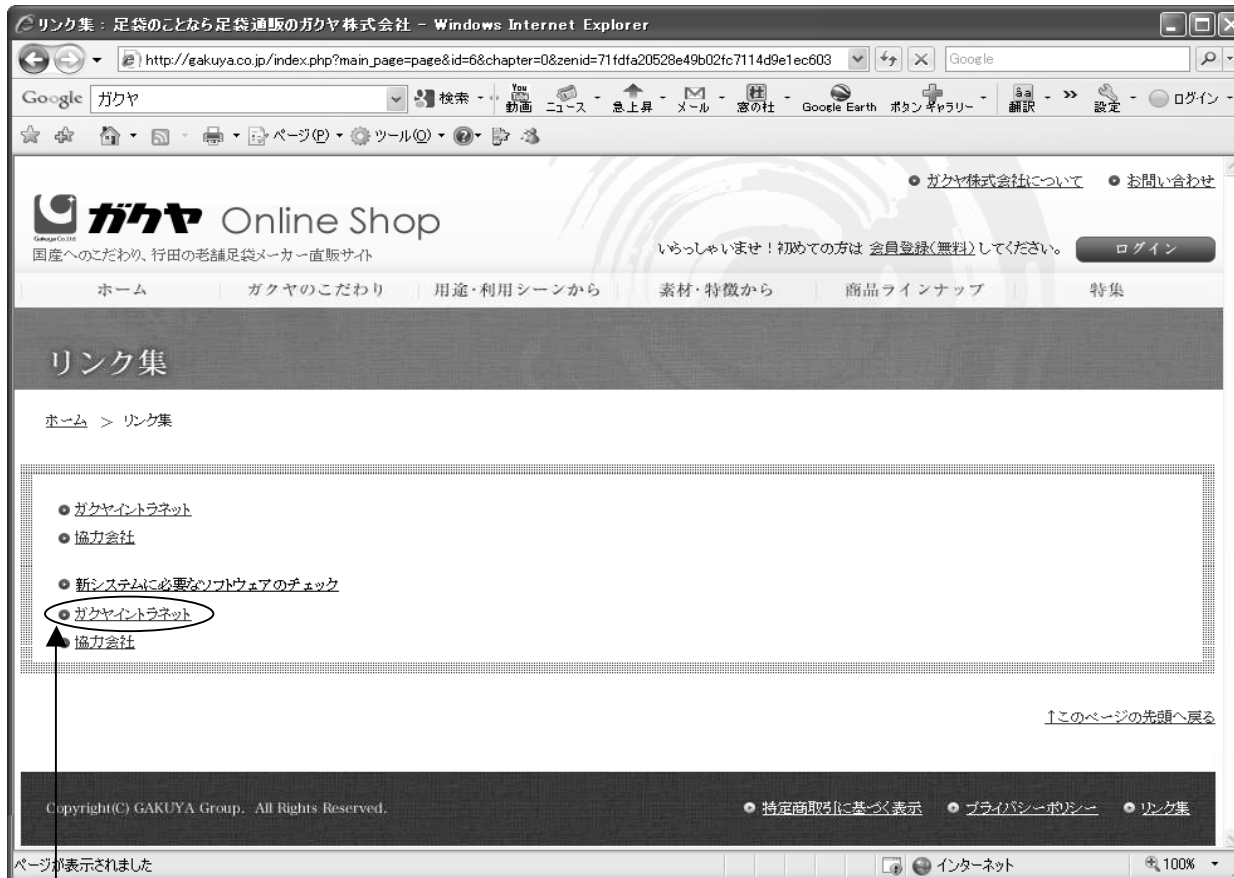 リンク集 : 足袋のことなら足袋通販のガクヤ株式会社 - Windows Internet Explorer
http://gakuya.co.jp/index.php?main_page=page&id=6&chapter=0&zenid=71fdfa20528e49b02fc7114d9e1ec603 Google
Google ガクヤ 検索 You 動画 ニュース 急上昇 メール 窓の杜 Google Earth ボタン ギャラリー 翻訳 設定 ログイン
ページ(P) ツール(O)
ガクヤ株式会社について お問い合わせ
ガクヤ Online Shop
Gakuya Co.Ltd
国産へのこだわり、行田の老舗足袋メーカー直販サイト
いらっしゃいませ！初めての方は 会員登録(無料)してください。 ログイン
ホーム ガクヤのこだわり 用途・利用シーンから 素材・特徴から 商品ラインナップ 特集
リンク集
ホーム ＞ リンク集
ガクヤイントラネット
協力会社
新システムに必要なソフトウェアのチェック
ガクヤイントラネット
協力会社
↑このページの先頭へ戻る
Copyright(C) GAKUYA Group. All Rights Reserved. 特定商取引に基づく表示 プライバシーポリシー リンク集
ページが表示されました インターネット 100%